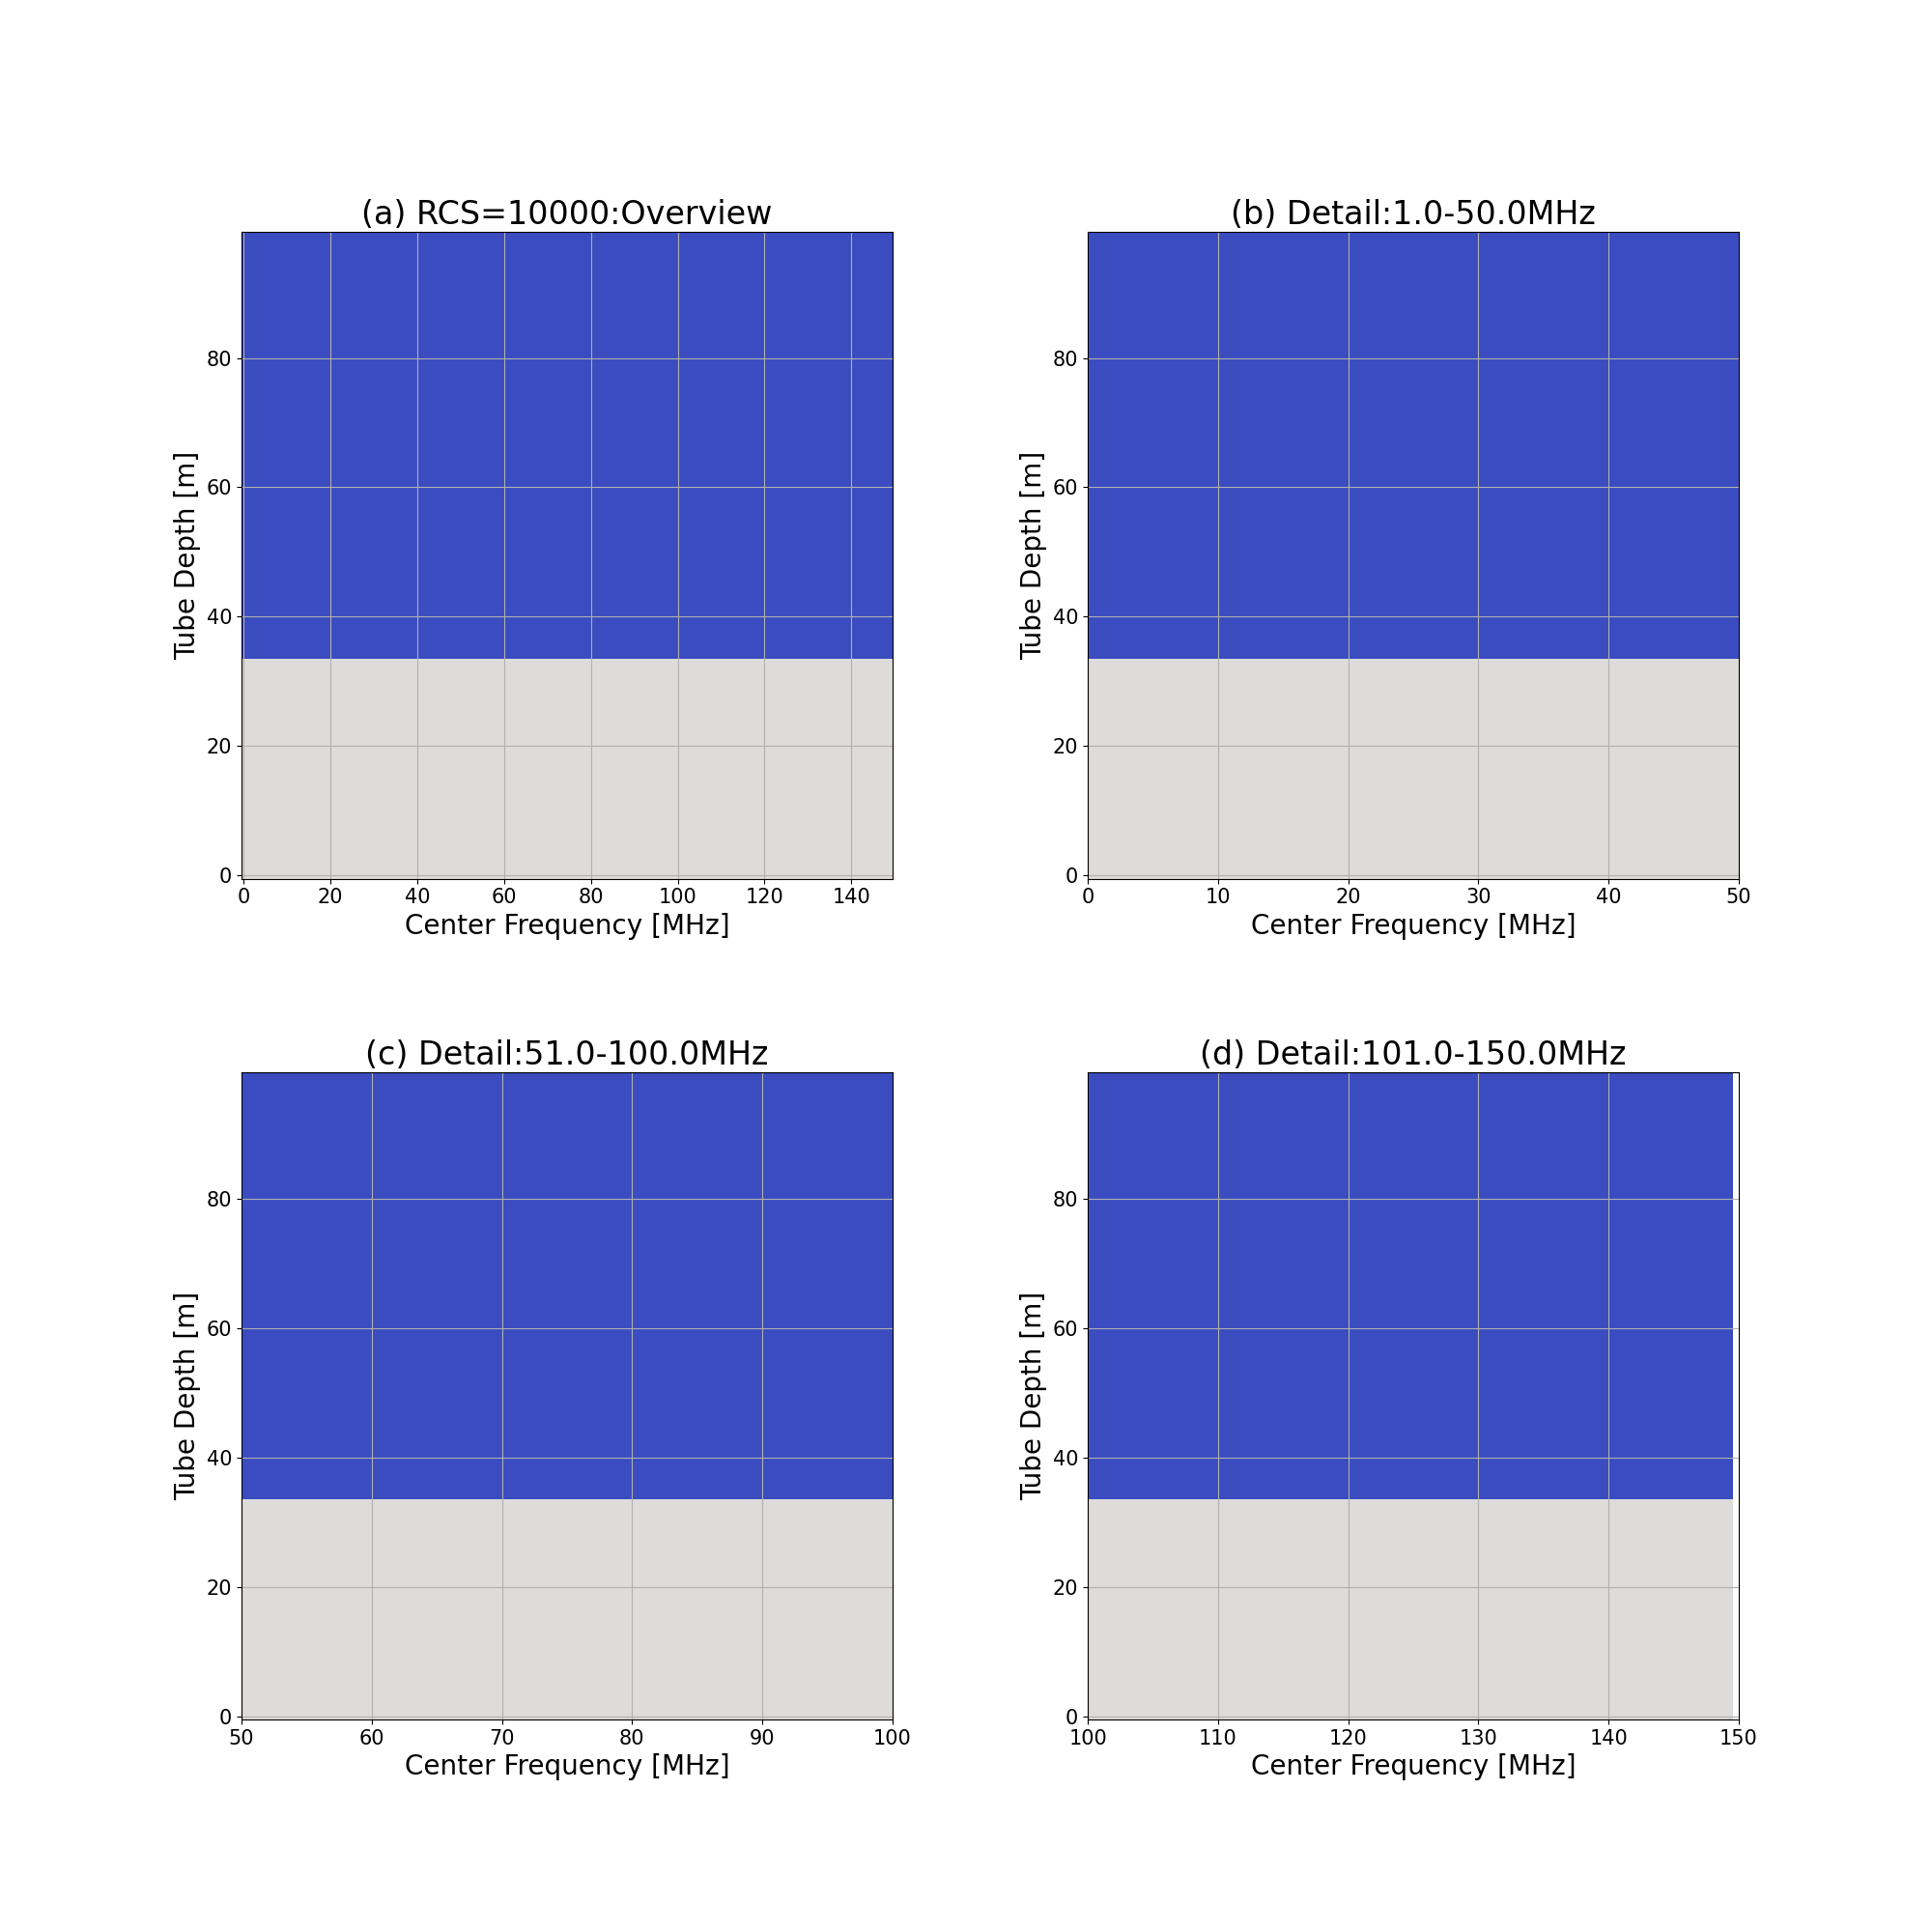 (a) RCS=10000:Overview
Tube Depth [m]
80
60
40
20
0
0 20 40 60 80 100 120 140
Center Frequency [MHz]
(b) Detail:1.0-50.0MHz
Tube Depth [m]
80
60
40
20
0
0 10 20 30 40 50
Center Frequency [MHz]
(c) Detail:51.0-100.0MHz
Tube Depth [m]
80
60
40
20
0
50 60 70 80 90 100
Center Frequency [MHz]
(d) Detail:101.0-150.0MHz
Tube Depth [m]
80
60
40
20
0
100 110 120 130 140 150
Center Frequency [MHz]